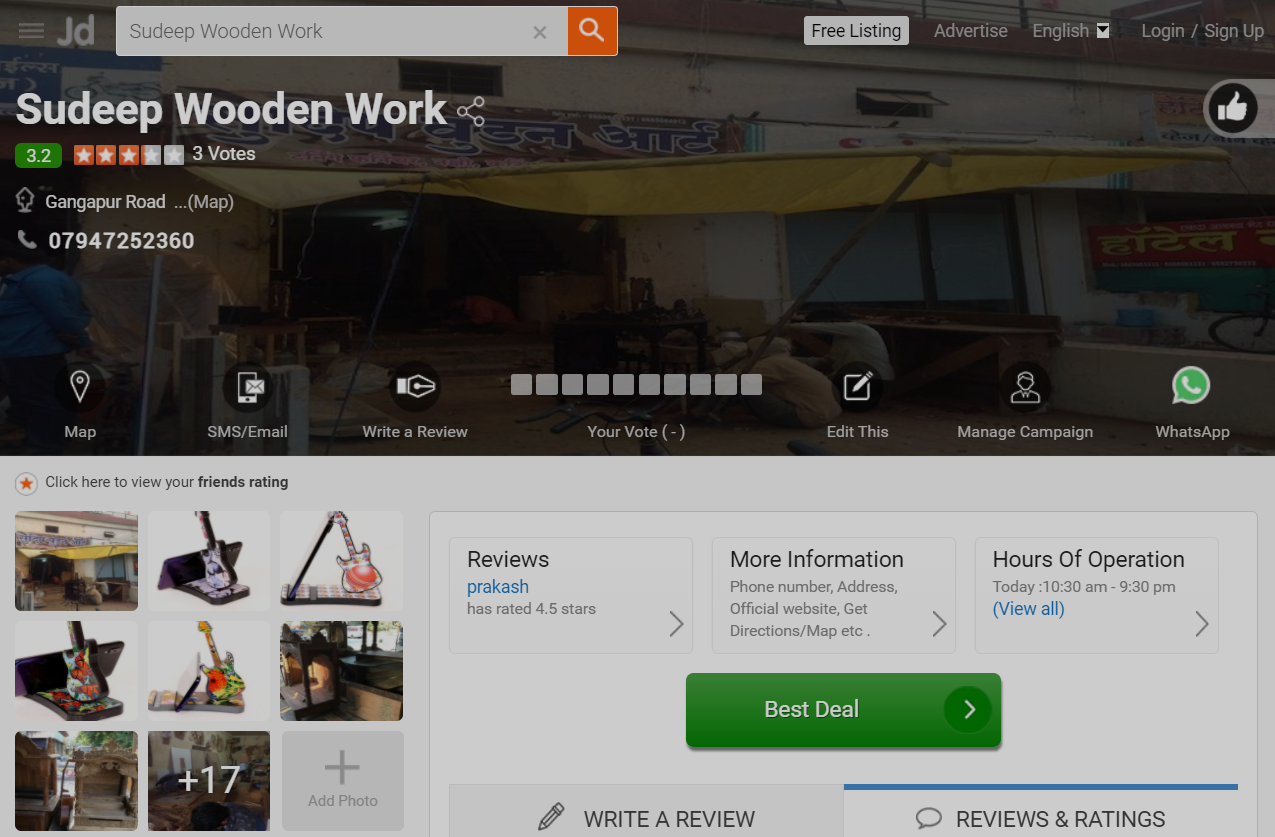 Jd
Sudeep Wooden Work
Free Listing
Advertise
English
Login / Sign Up
Sudeep Wooden Work
3.2
3 Votes
Gangapur Road ...(Map)
07947252360
वुडन आर्ट
हॉटेल
Map
SMS/Email
Write a Review
Your Vote ( - )
Edit This
Manage Campaign
WhatsApp
Click here to view your friends rating
Reviews
prakash
has rated 4.5 stars
More Information
Phone number, Address,
Official website, Get
Directions/Map etc .
Hours Of Operation
Today :10:30 am - 9:30 pm
(View all)
Best Deal
+17
Add Photo
WRITE A REVIEW
REVIEWS & RATINGS